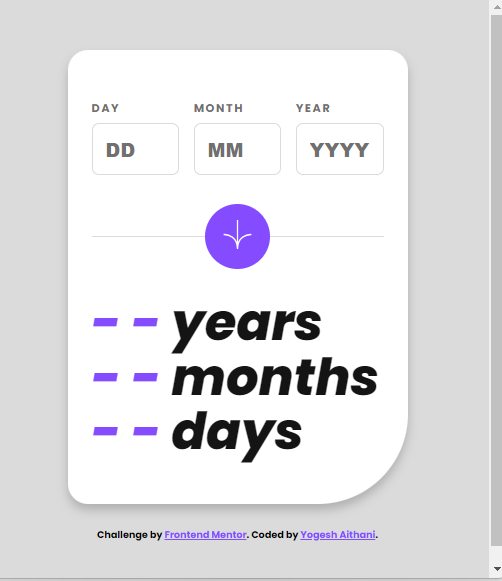 DAY MONTH YEAR
DD MM YYYY
- - years
- - months
- - days
Challenge by Frontend Mentor. Coded by Yogesh Aithani.